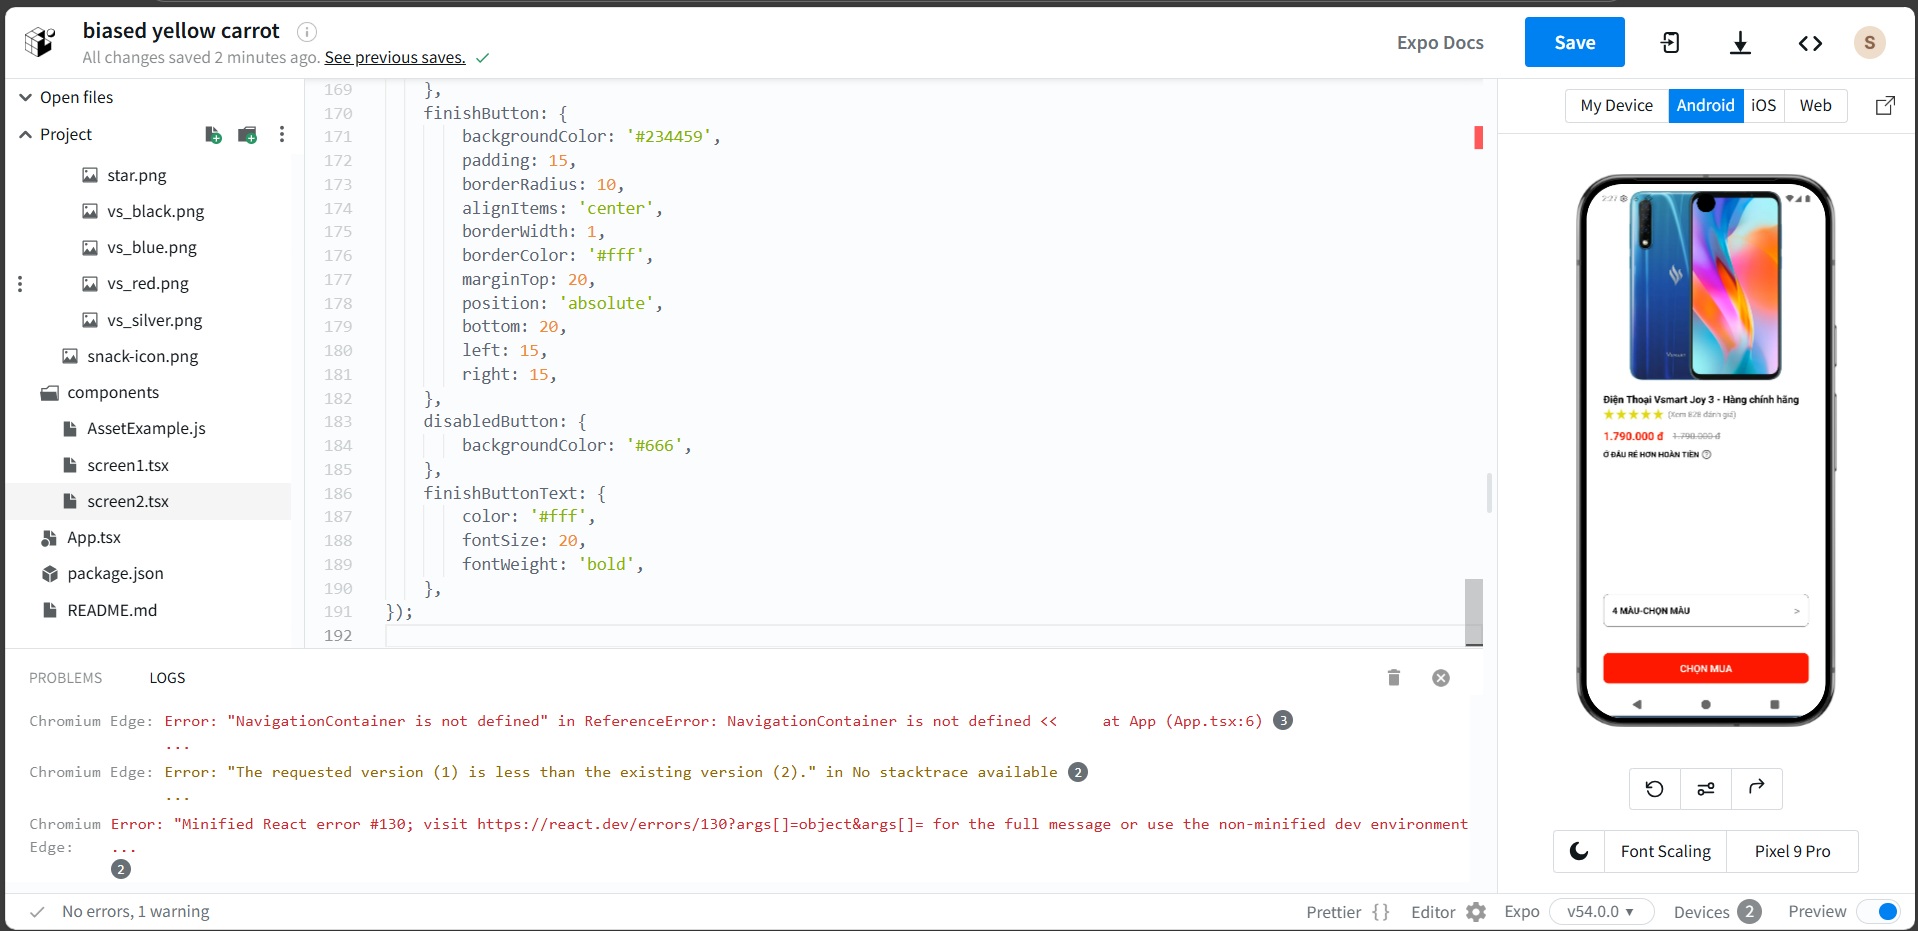 biased yellow carrot
All changes saved 2 minutes ago. See previous saves.
Expo Docs
Save
S
Open files
Project
star.png
vs_black.png
vs_blue.png
vs_red.png
vs_silver.png
snack-icon.png
components
AssetExample.js
screen1.tsx
screen2.tsx
App.tsx
package.json
README.md
169 },
170 finishButton: {
171 backgroundColor: '#234459',
172 padding: 15,
173 borderRadius: 10,
174 alignItems: 'center',
175 borderWidth: 1,
176 borderColor: '#fff',
177 marginTop: 20,
178 position: 'absolute',
179 bottom: 20,
180 left: 15,
181 right: 15,
182 },
183 disabledButton: {
184 backgroundColor: '#666',
185 },
186 finishButtonText: {
187 color: '#fff',
188 fontSize: 20,
189 fontWeight: 'bold',
190 },
191 });
192
My Device Android iOS Web
2:27
Vsmart
Điện Thoại Vsmart Joy 3 - Hàng chính hãng
(Xem 828 đánh giá)
1.790.000 đ 1.790.000 đ
Ở ĐÂU RẺ HƠN HOÀN TIỀN ?
4 MÀU-CHỌN MÀU >
CHỌN MUA
Font Scaling
Pixel 9 Pro
PROBLEMS LOGS
Chromium Edge: Error: "NavigationContainer is not defined" in ReferenceError: NavigationContainer is not defined << at App (App.tsx:6) 3
...
Chromium Edge: Error: "The requested version (1) is less than the existing version (2)." in No stacktrace available 2
...
Chromium Error: "Minified React error #130; visit https://react.dev/errors/130?args[]=object&args[]= for the full message or use the non-minified dev environment
Edge: ...
2
No errors, 1 warning
Prettier {} Editor Expo v54.0.0 ▾ Devices 2 Preview